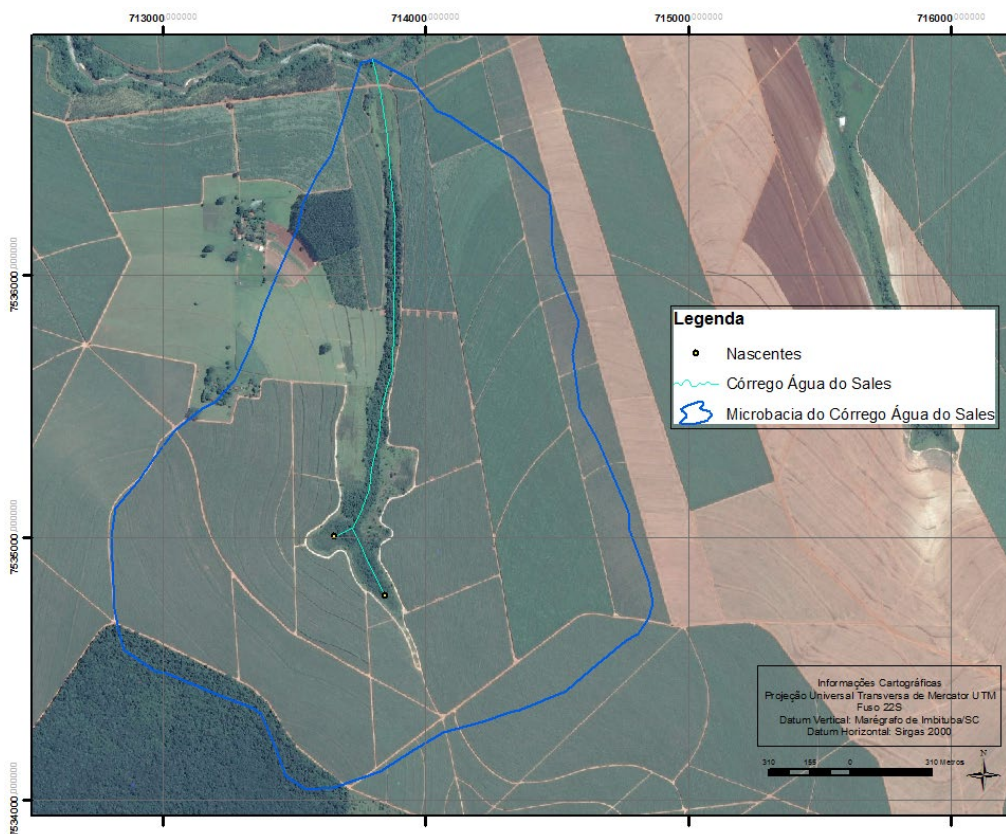 713000,000000 714000,000000 715000,000000 716000,000000
7536000,000000
7535000,000000
7534000,000000
Legenda
Nascentes
Córrego Água do Sales
Microbacia do Córrego Água do Sales
Informações Cartográficas
Projeção Universal Transversa de Mercator UTM
Fuso 22S
Datum Vertical: Marégrafo de Imbituba/SC
Datum Horizontal: Sirgas 2000
310 155 0 310 Metros
N